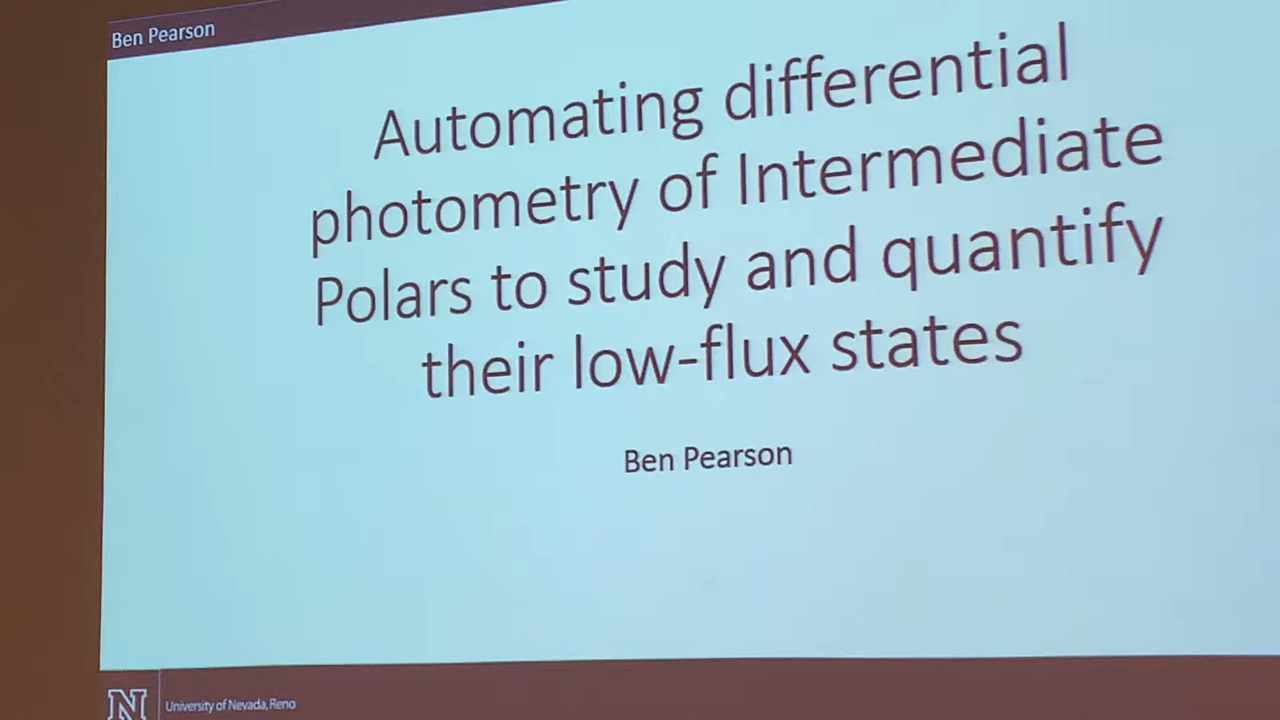 Ben Pearson
Automating differential
photometry of Intermediate
Polars to study and quantify
their low-flux states
Ben Pearson
N
University of Nevada, Reno